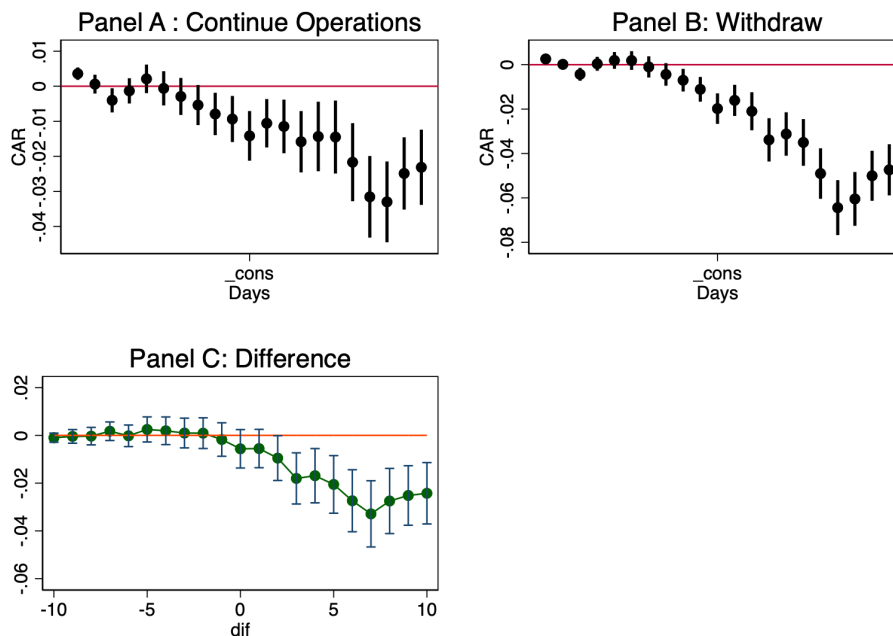 Panel A : Continue Operations
.01
0
-.01
-.02
-.03
-.04
CAR
_cons
Days
Panel B: Withdraw
0
-.02
-.04
-.06
-.08
CAR
_cons
Days
Panel C: Difference
.02
0
-.02
-.04
-.06
-10 -5 0 5 10
dif